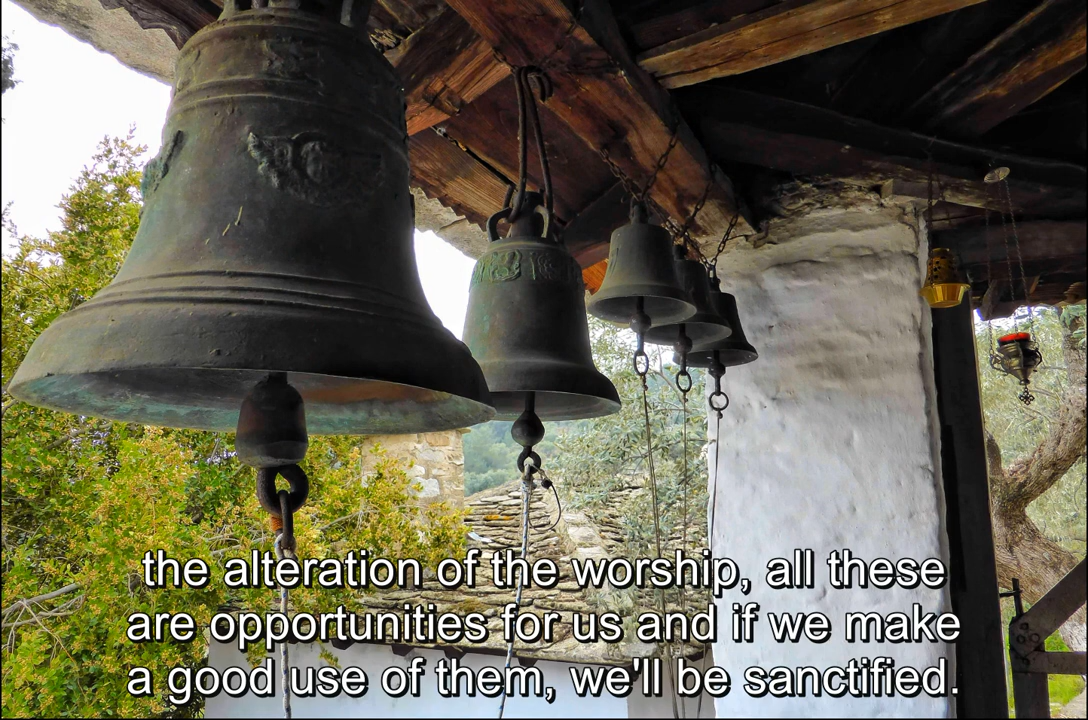 the alteration of the worship, all these
are opportunities for us and if we make
a good use of them, we'll be sanctified.